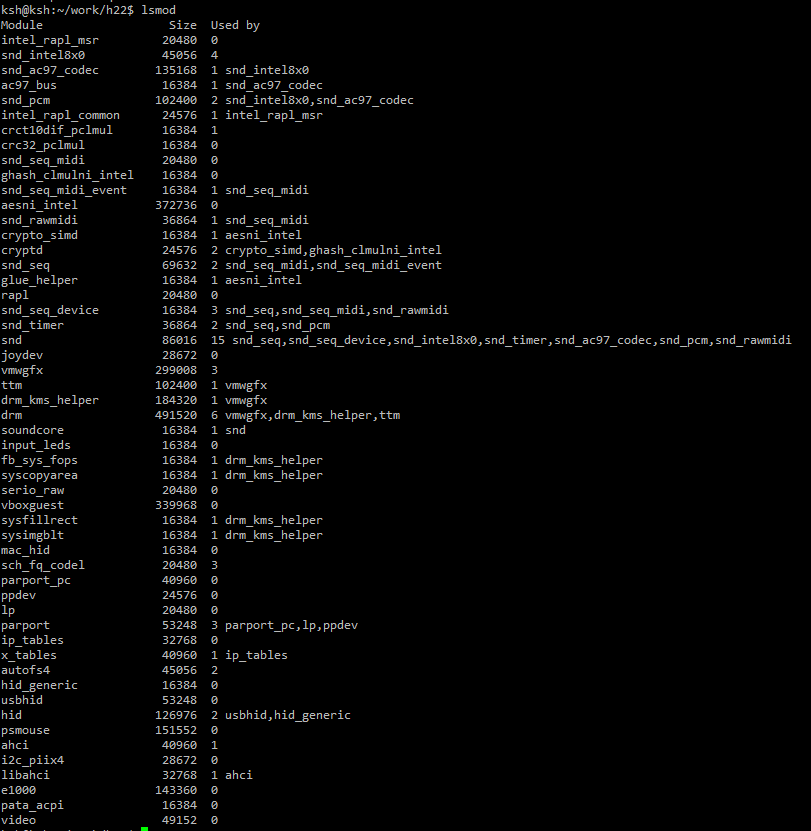 ksh@ksh:~/work/h22$ lsmod
Module                  Size  Used by
intel_rapl_msr         20480  0
snd_intel8x0           45056  4
snd_ac97_codec        135168  1 snd_intel8x0
ac97_bus               16384  1 snd_ac97_codec
snd_pcm               102400  2 snd_intel8x0,snd_ac97_codec
intel_rapl_common      24576  1 intel_rapl_msr
crct10dif_pclmul       16384  1
crc32_pclmul           16384  0
snd_seq_midi           20480  0
ghash_clmulni_intel    16384  0
snd_seq_midi_event     16384  1 snd_seq_midi
aesni_intel           372736  0
snd_rawmidi            36864  1 snd_seq_midi
crypto_simd            16384  1 aesni_intel
cryptd                 24576  2 crypto_simd,ghash_clmulni_intel
snd_seq                69632  2 snd_seq_midi,snd_seq_midi_event
glue_helper            16384  1 aesni_intel
rapl                   20480  0
snd_seq_device         16384  3 snd_seq,snd_seq_midi,snd_rawmidi
snd_timer              36864  2 snd_seq,snd_pcm
snd                    86016  15 snd_seq,snd_seq_device,snd_intel8x0,snd_timer,snd_ac97_codec,snd_pcm,snd_rawmidi
joydev                 28672  0
vmwgfx                299008  3
ttm                   102400  1 vmwgfx
drm_kms_helper        184320  1 vmwgfx
drm                   491520  6 vmwgfx,drm_kms_helper,ttm
soundcore              16384  1 snd
input_leds             16384  0
fb_sys_fops            16384  1 drm_kms_helper
syscopyarea            16384  1 drm_kms_helper
serio_raw              20480  0
vboxguest             339968  0
sysfillrect            16384  1 drm_kms_helper
sysimgblt              16384  1 drm_kms_helper
mac_hid                16384  0
sch_fq_codel           20480  3
parport_pc             40960  0
ppdev                  24576  0
lp                     20480  0
parport                53248  3 parport_pc,lp,ppdev
ip_tables              32768  0
x_tables               40960  1 ip_tables
autofs4                45056  2
hid_generic            16384  0
usbhid                 53248  0
hid                   126976  2 usbhid,hid_generic
psmouse               151552  0
ahci                   40960  1
i2c_piix4              28672  0
libahci                32768  1 ahci
e1000                 143360  0
pata_acpi              16384  0
video                  49152  0